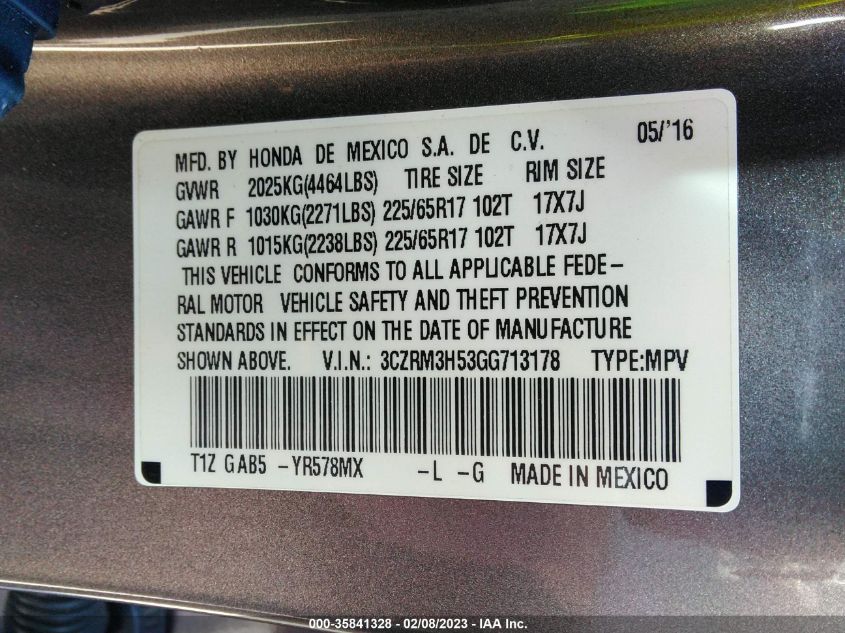 MFD. BY HONDA DE MEXICO S.A. DE C.V. 05/'16
GVWR 2025KG(4464LBS) TIRE SIZE RIM SIZE
GAWR F 1030KG(2271LBS) 225/65R17 102T 17X7J
GAWR R 1015KG(2238LBS) 225/65R17 102T 17X7J
THIS VEHICLE CONFORMS TO ALL APPLICABLE FEDE-
RAL MOTOR VEHICLE SAFETY AND THEFT PREVENTION
STANDARDS IN EFFECT ON THE DATE OF MANUFACTURE
SHOWN ABOVE. V.I.N.: 3CZRM3H53GG713178 TYPE:MPV
T1Z GAB5 -YR578MX -L -G MADE IN MEXICO
000-35841328 - 02/08/2023 - IAA Inc.